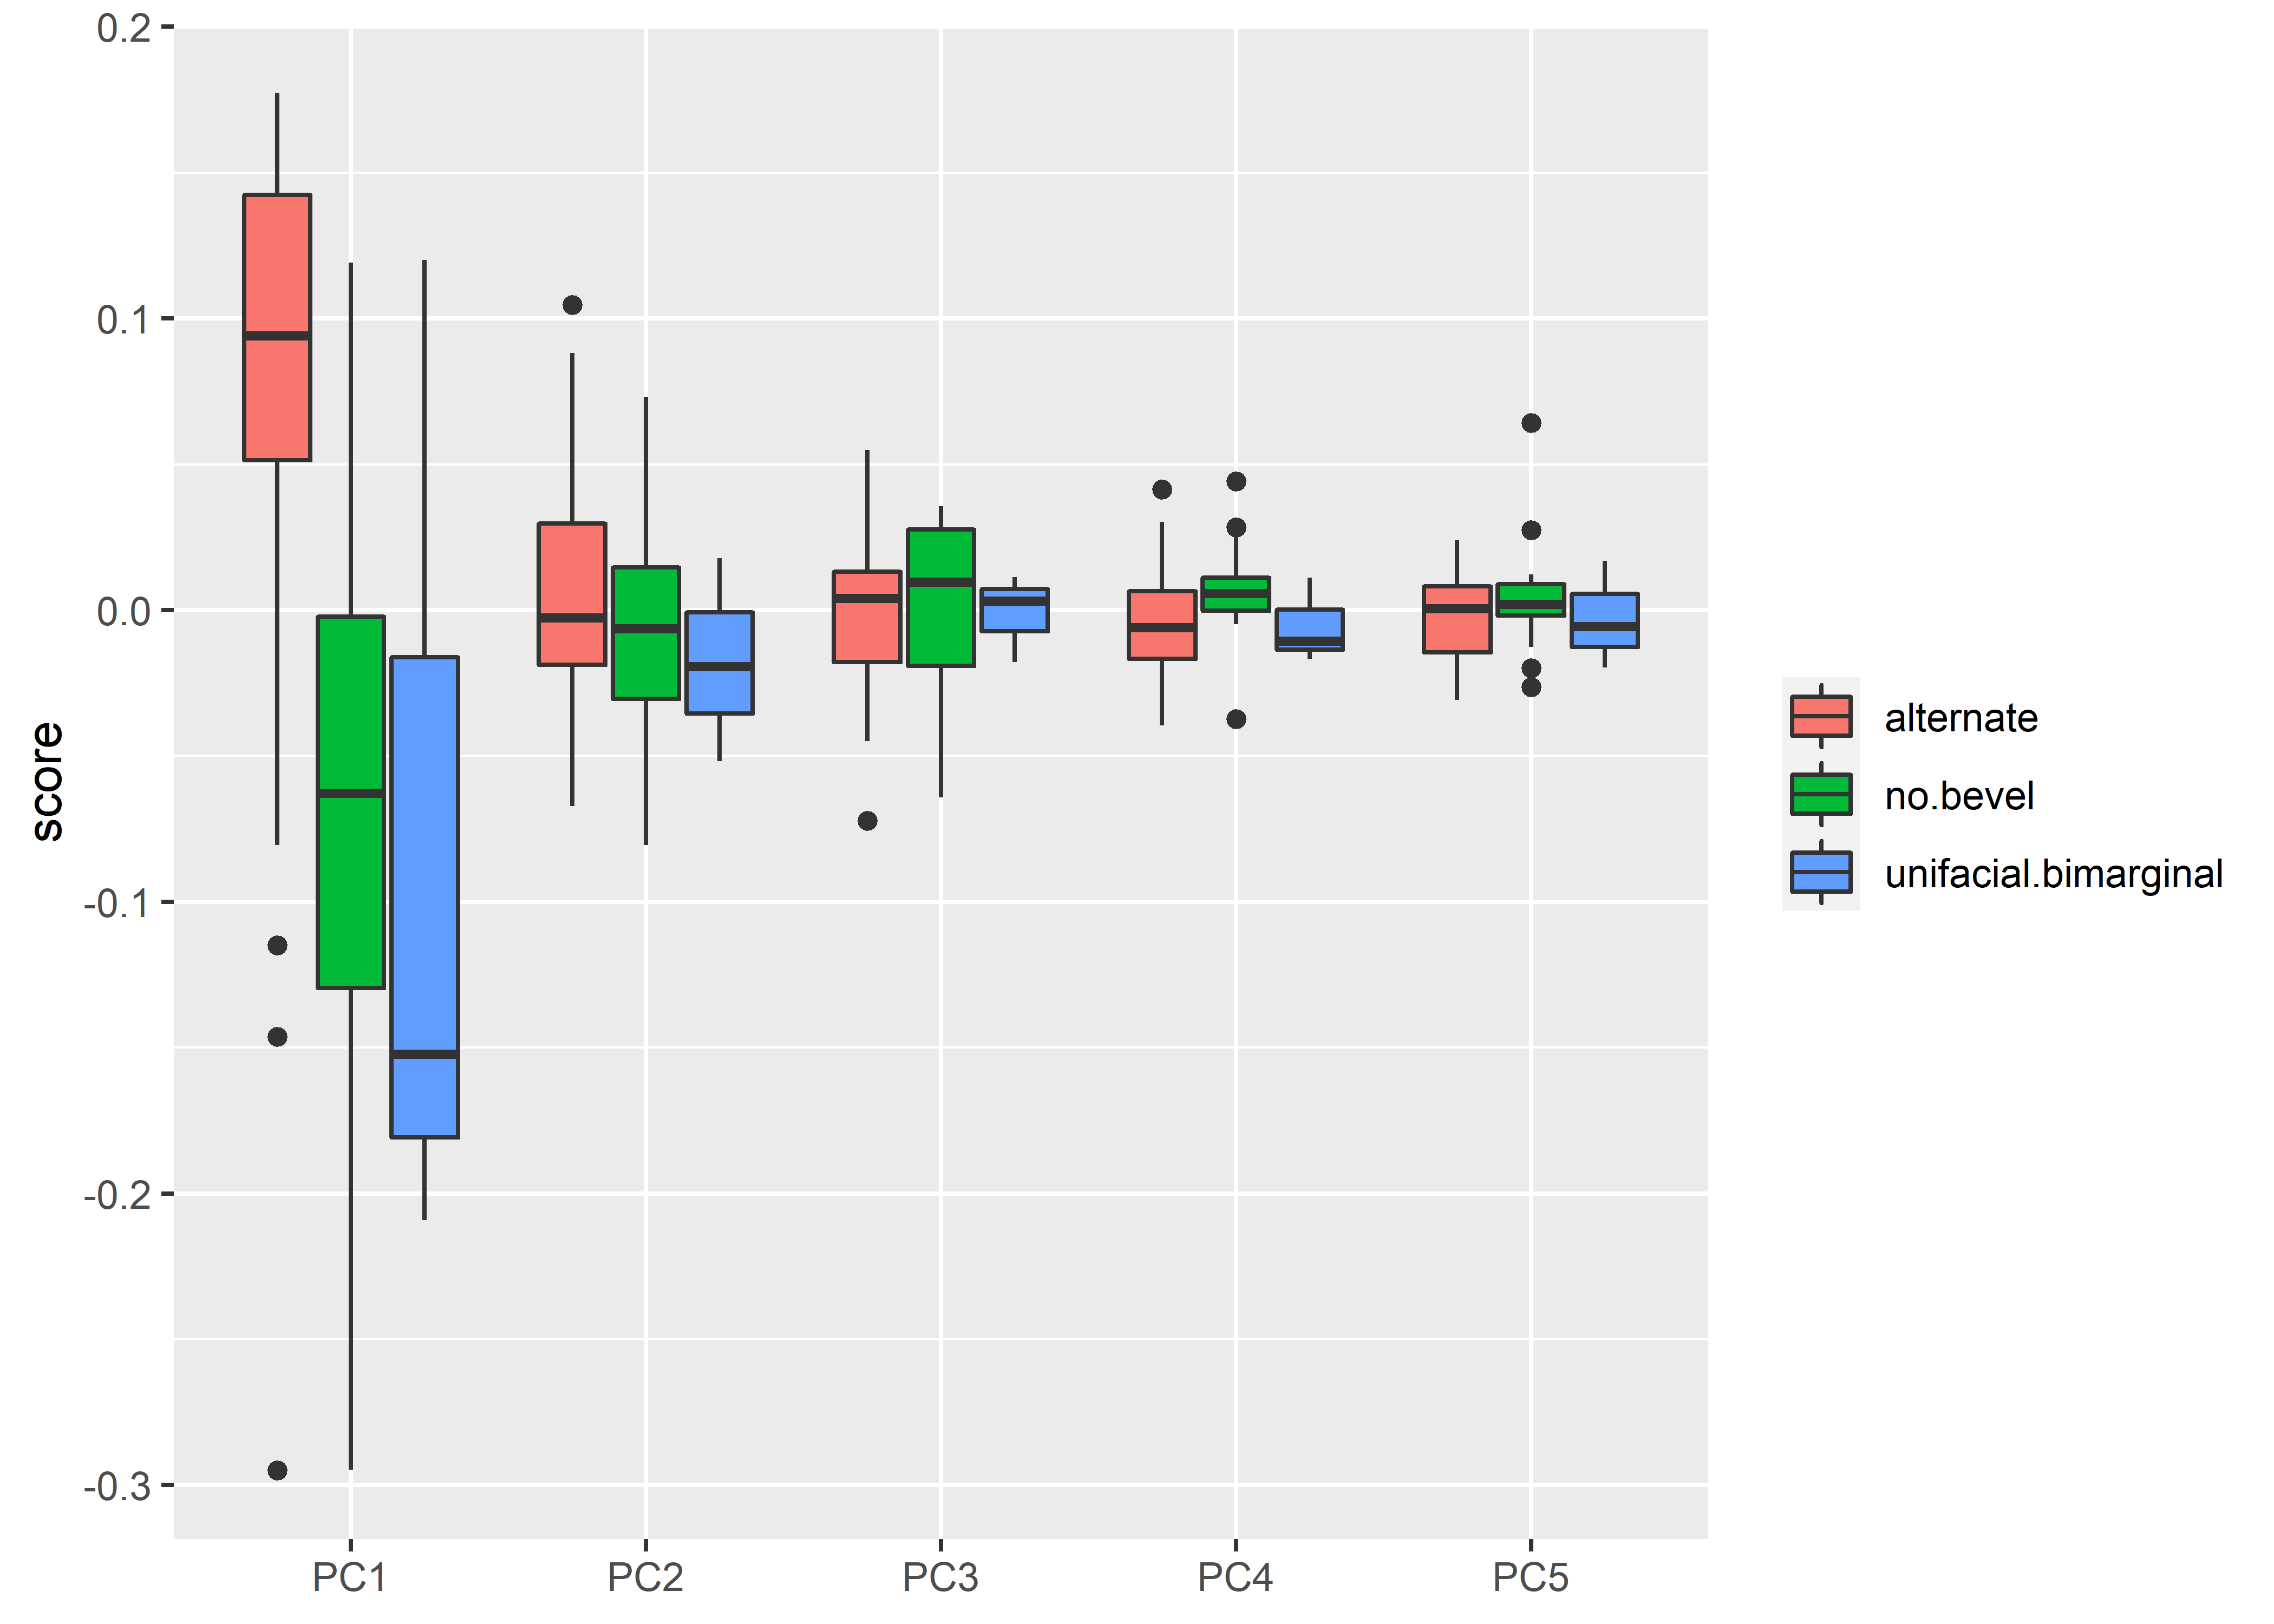 score
0.2
0.1
0.0
-0.1
-0.2
-0.3
PC1
PC2
PC3
PC4
PC5
alternate
no.bevel
unifacial.bimarginal